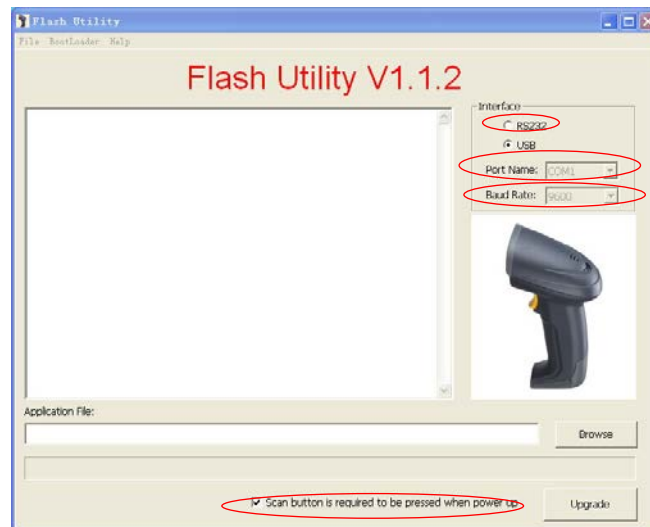 Flash Utility
File BootLoader Help
Flash Utility V1.1.2
Interface
RS232
USB
Port Name: COM1
Baud Rate: 9600
Application File:
Browse
Scan button is required to be pressed when power up
Upgrade